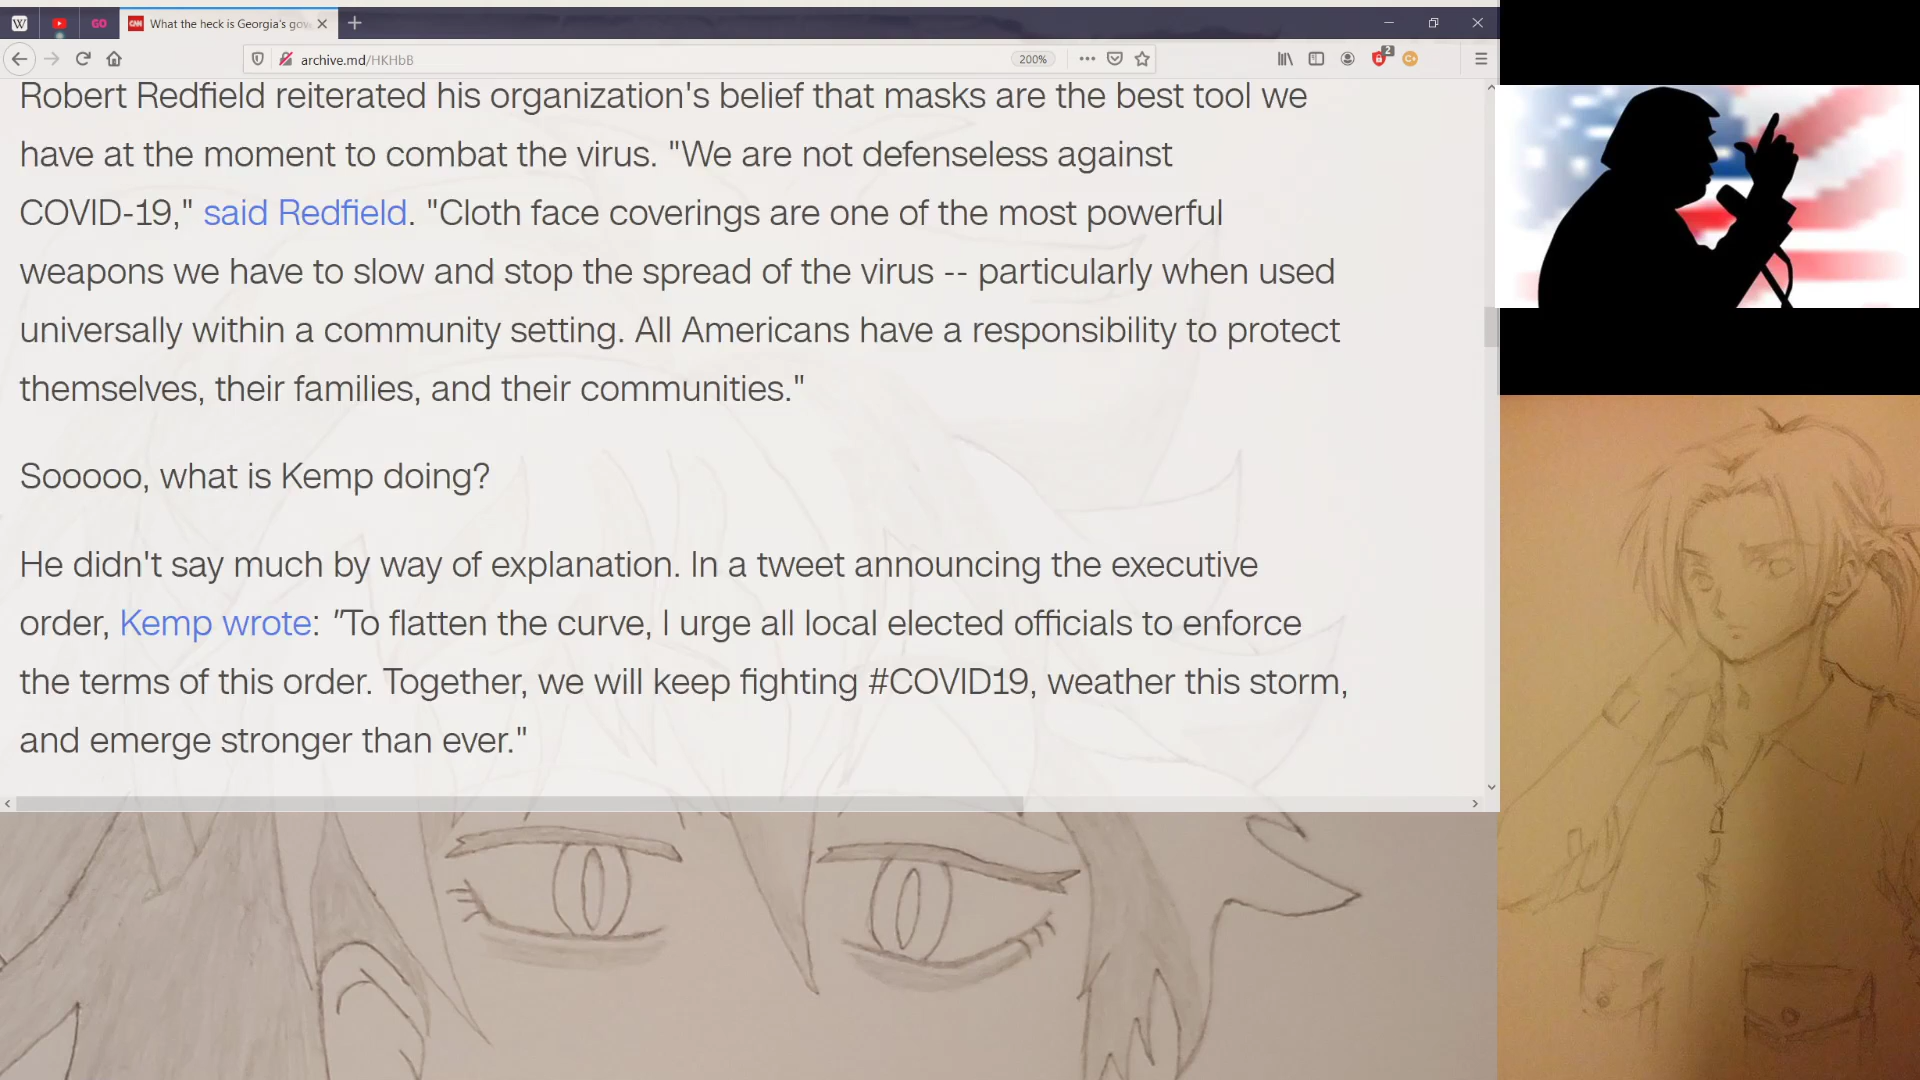 What the heck is Georgia's gov
archive.md/HKHbB
200%
2
Robert Redfield reiterated his organization's belief that masks are the best tool we
have at the moment to combat the virus. "We are not defenseless against
COVID-19," said Redfield. "Cloth face coverings are one of the most powerful
weapons we have to slow and stop the spread of the virus -- particularly when used
universally within a community setting. All Americans have a responsibility to protect
themselves, their families, and their communities."
Sooooo, what is Kemp doing?
He didn't say much by way of explanation. In a tweet announcing the executive
order, Kemp wrote: "To flatten the curve, I urge all local elected officials to enforce
the terms of this order. Together, we will keep fighting #COVID19, weather this storm,
and emerge stronger than ever."